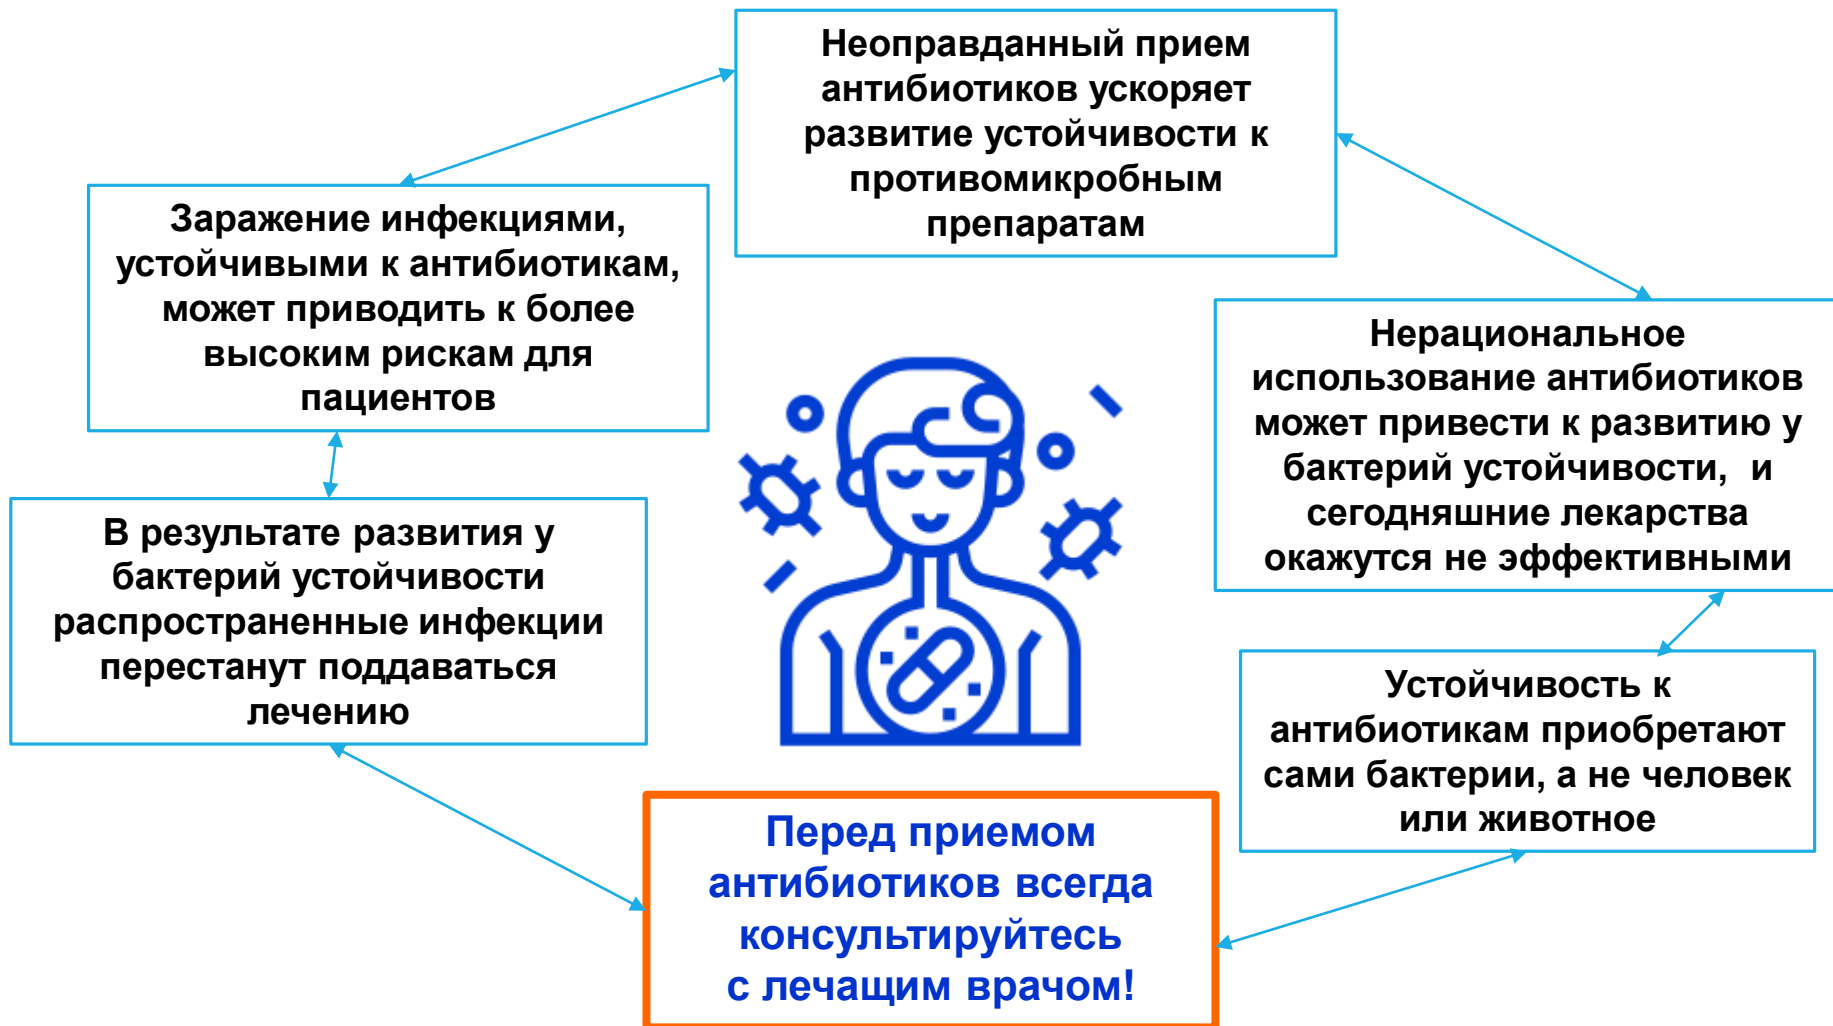 Неоправданный прием
антибиотиков ускоряет
развитие устойчивости к
противомикробным
препаратам
Заражение инфекциями,
устойчивыми к антибиотикам,
может приводить к более
высоким рискам для
пациентов
Нерациональное
использование антибиотиков
может привести к развитию у
бактерий устойчивости,  и
сегодняшние лекарства
окажутся не эффективными
В результате развития у
бактерий устойчивости
распространенные инфекции
перестанут поддаваться
лечению
Устойчивость к
антибиотикам приобретают
сами бактерии, а не человек
или животное
Перед приемом
антибиотиков всегда
консультируйтесь
с лечащим врачом!